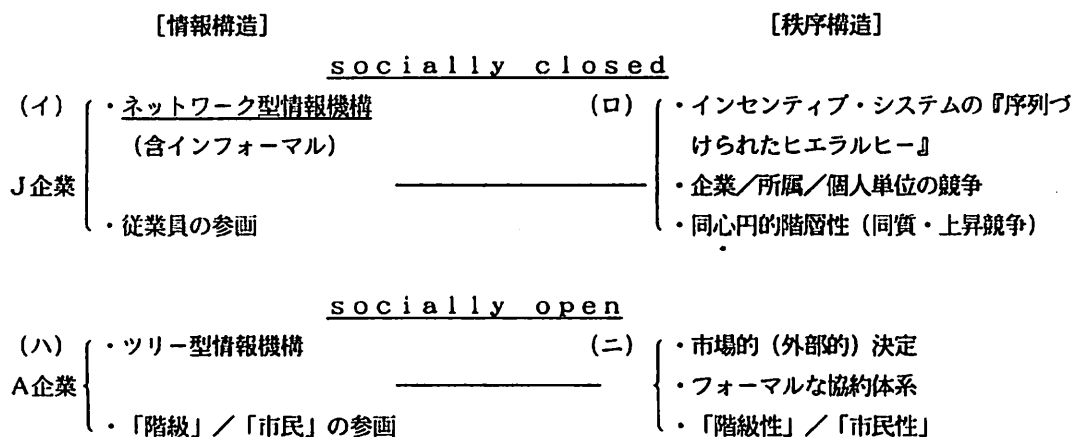 ［情報構造］ ［秩序構造］
socially closed
（イ） ・ネットワーク型情報機構 （ロ） ・インセンティブ・システムの『序列づ
（含インフォーマル） けられたヒエラルヒー』
J企業 ・企業／所属／個人単位の競争
・従業員の参画 ・同心円的階層性（同質・上昇競争）
socially open
（ハ） ・ツリー型情報機構 （ニ） ・市場的（外部的）決定
A企業 ・フォーマルな協約体系
・「階級」／「市民」の参画 ・「階級性」／「市民性」